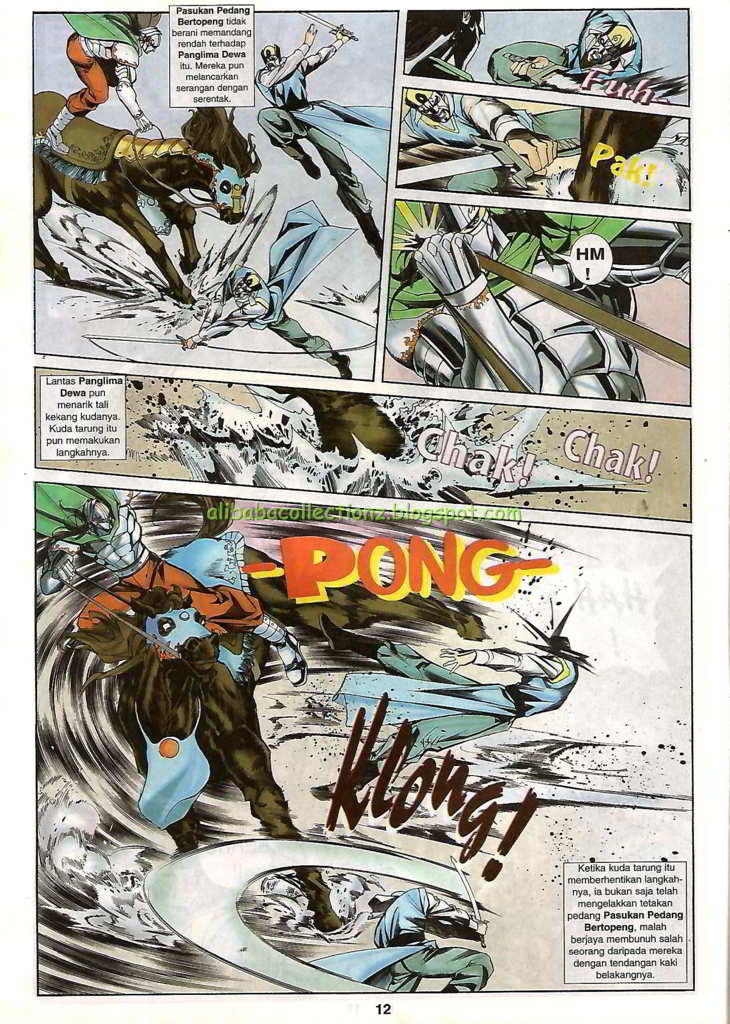 Pasukan Pedang
Bertopeng tidak
berani memandang
rendah terhadap
Panglima Dewa
itu. Mereka pun
melancarkan
serangan dengan
serentak.
Fuh-
Pak!
HM
!
Lantas Panglima
Dewa pun
menarik tali
kekang kudanya.
Kuda tarung itu
pun memakukan
langkahnya.
Chak!
Chak!
alibabacollectionz.blogspot.com
-PONG-
Klong!
Ketika kuda tarung itu
memberhentikan langkah-
nya, ia bukan saja telah
mengelakkan tetakan
pedang Pasukan Pedang
Bertopeng, malah
berjaya membunuh salah
seorang daripada mereka
dengan tendangan kaki
belakangnya.
12